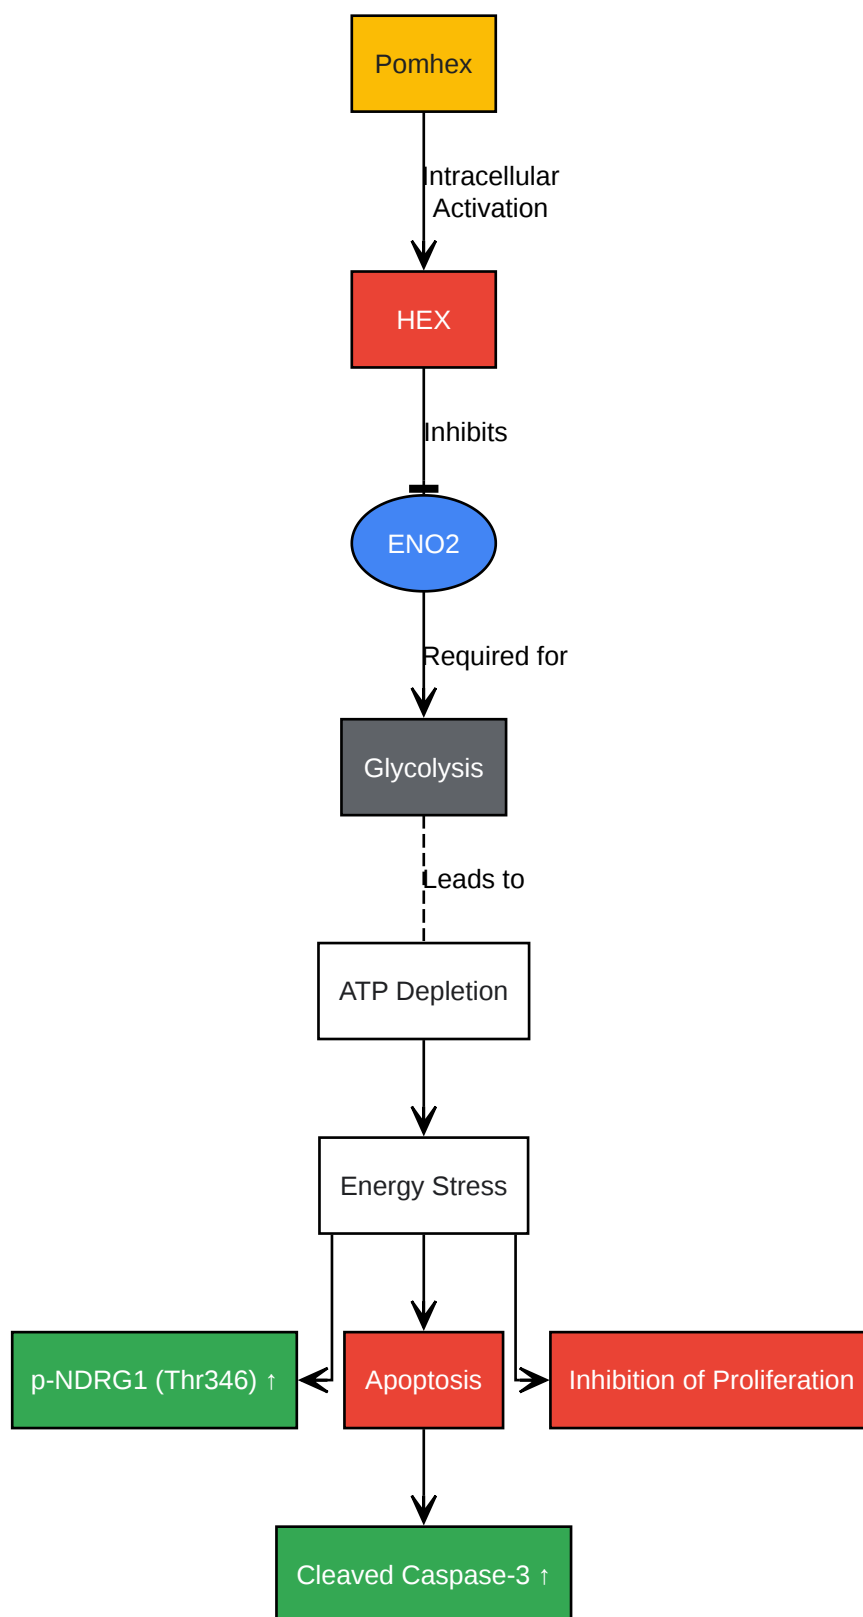 Pomhex
Intracellular
Activation
HEX
Inhibits
ENO2
Required for
Glycolysis
Leads to
ATP Depletion
Energy Stress
p-NDRG1 (Thr346) ↑
Apoptosis
Inhibition of Proliferation
Cleaved Caspase-3 ↑